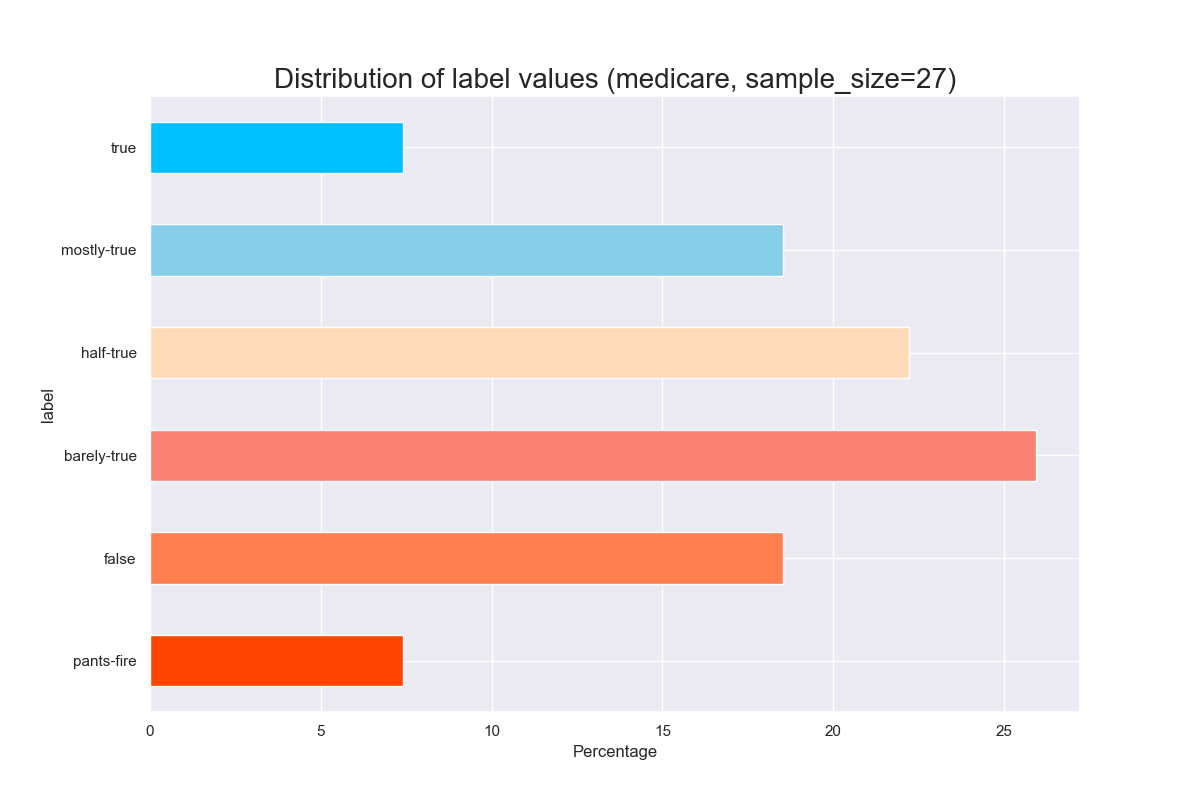 Distribution of label values (medicare, sample_size=27)
true
mostly-true
half-true
label
barely-true
false
pants-fire
0 5 10 15 20 25
Percentage